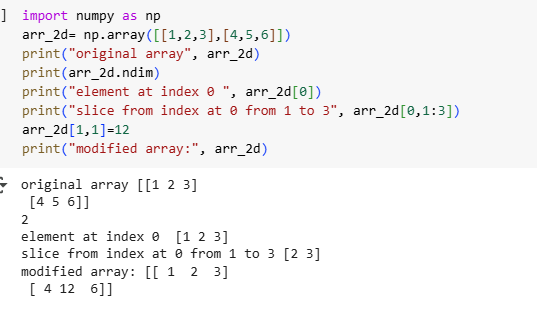 ] import numpy as np
arr_2d= np.array([[1,2,3],[4,5,6]])
print("original array", arr_2d)
print(arr_2d.ndim)
print("element at index 0 ", arr_2d[0])
print("slice from index at 0 from 1 to 3", arr_2d[0,1:3])
arr_2d[1,1]=12
print("modified array:", arr_2d)
original array [[1 2 3]
 [4 5 6]]
2
element at index 0  [1 2 3]
slice from index at 0 from 1 to 3 [2 3]
modified array: [[ 1  2  3]
 [ 4 12  6]]